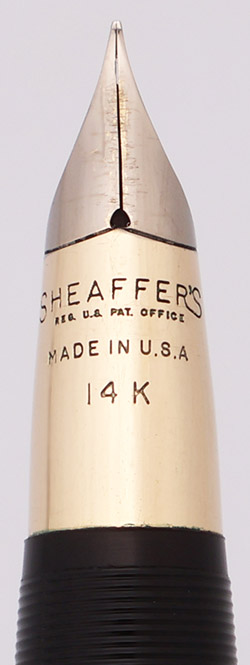 SHEAFFER'S
REG. U.S. PAT. OFFICE
MADE IN U.S.A
14K